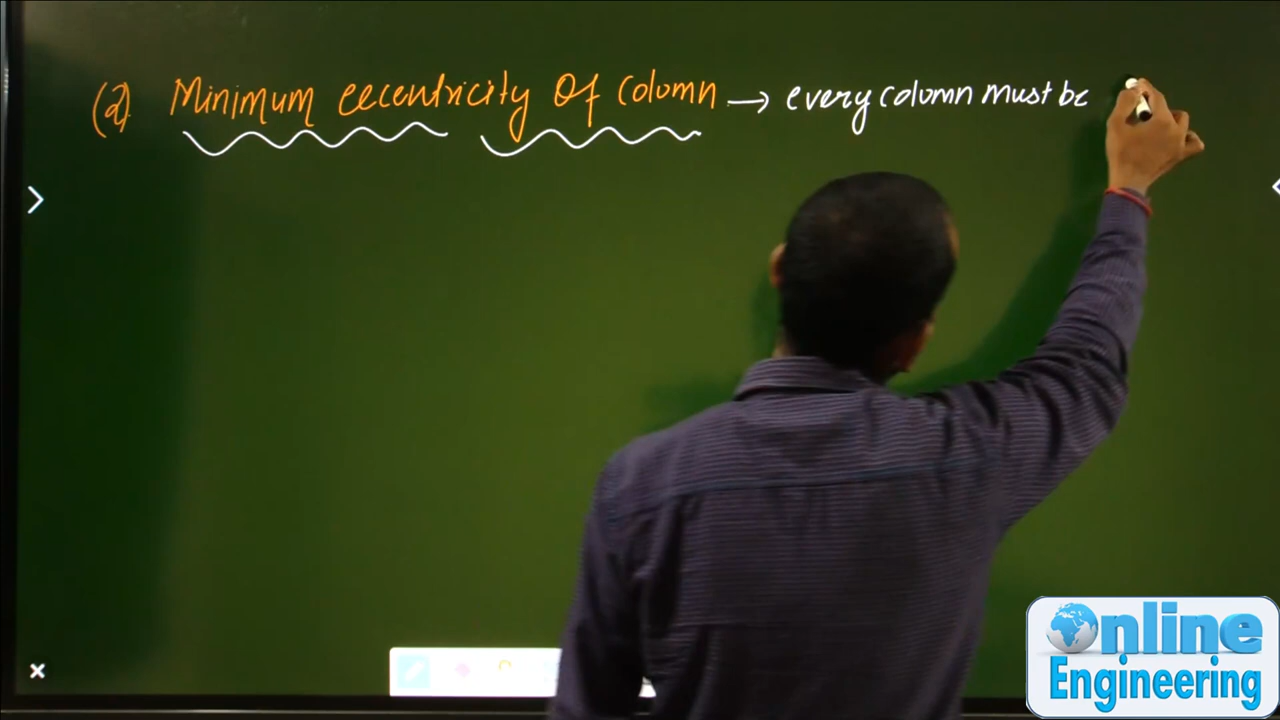 (d) Minimum eccentricity Of column → every column must be
Online
Engineering